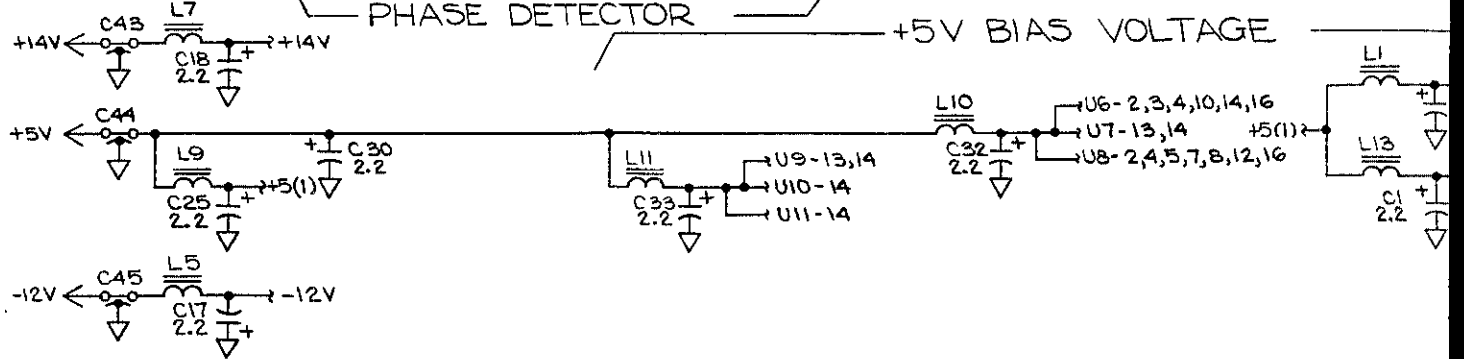 PHASE DETECTOR
+5V BIAS VOLTAGE
C43
L7
+14V
+14V
C18
2.2
+
C44
+5V
L9
+
C30
2.2
+5(1)
C25
2.2
+
L11
C33
2.2
+
U9-13,14
U10-14
U11-14
L10
C32
2.2
+
U6-2,3,4,10,14,16
U7-13,14
U8-2,4,5,7,8,12,16
+5(1)
L1
+
L13
C1
2.2
+
C45
L5
-12V
-12V
C17
2.2
+